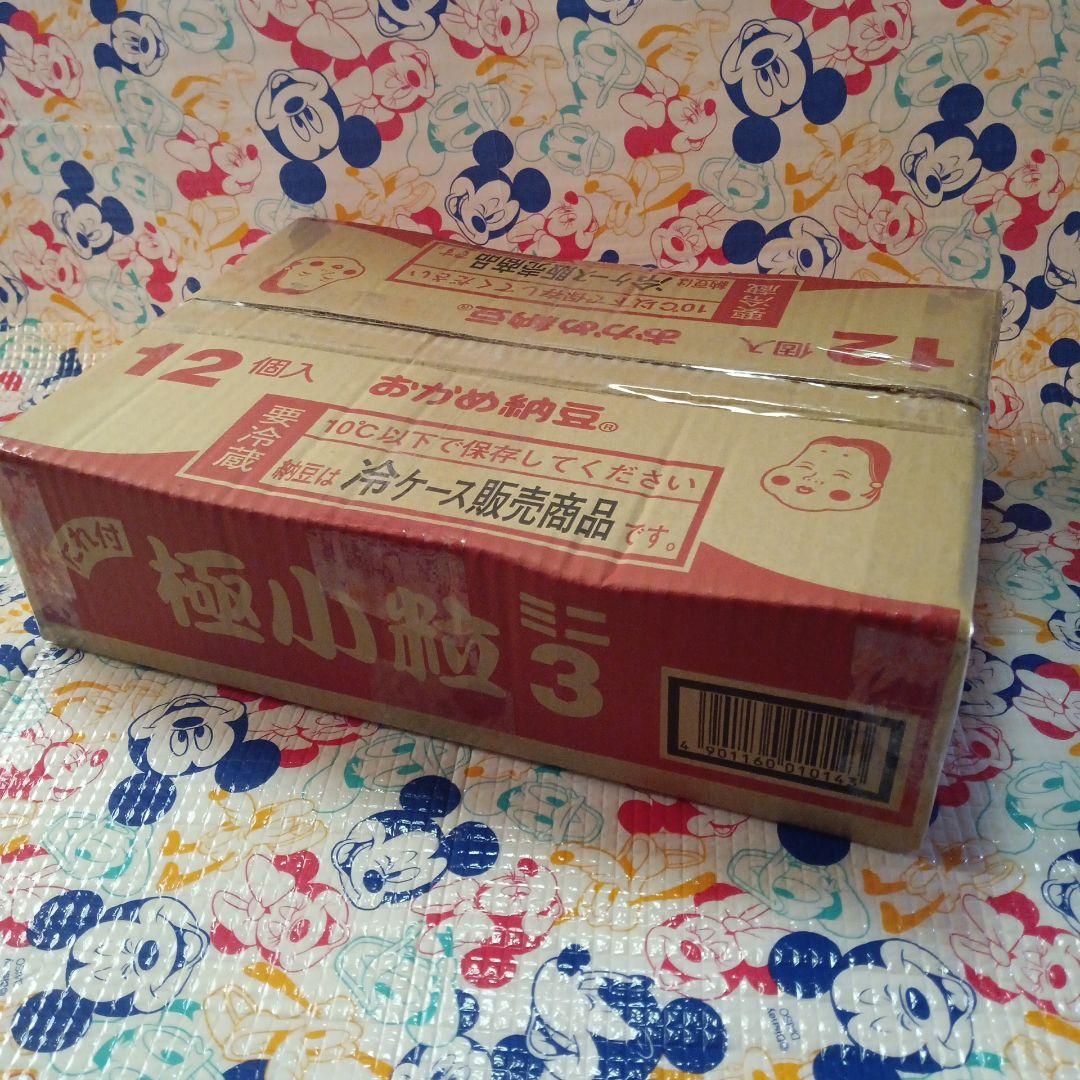 納豆は 冷ケース販売商品
10℃以下で保存してください
要冷蔵
おかめ納豆®
12個入
12個入
おかめ納豆®
要冷蔵
10℃以下で保存してください
納豆は 冷ケース販売商品 です。
たれ付
極小粒 ミニ3
4 901160 010143